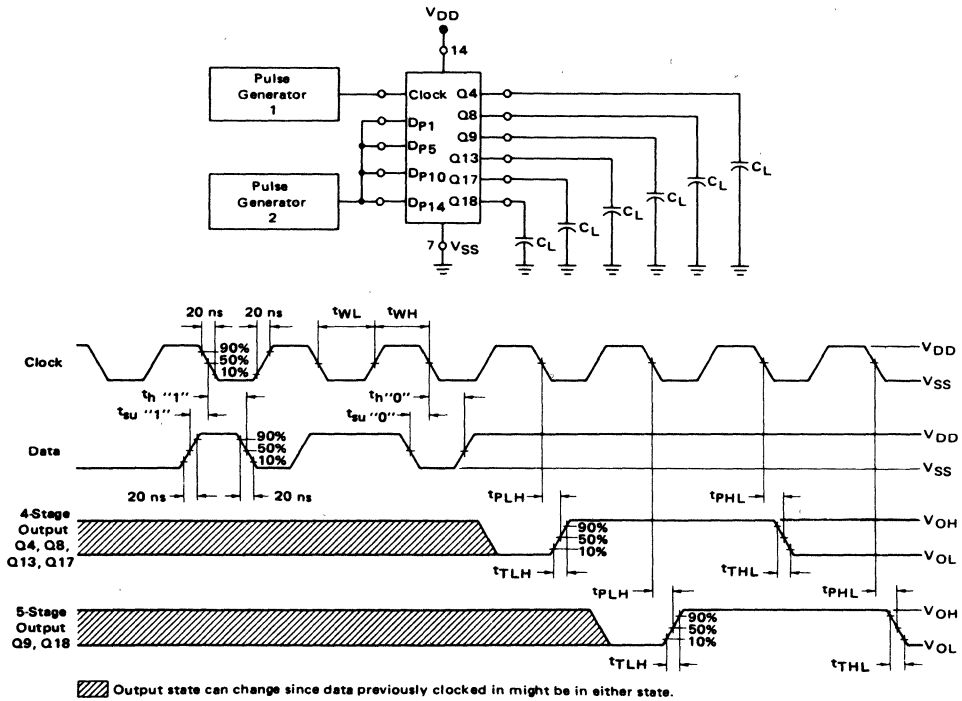 VDD
14
Pulse
Generator
1
Clock Q4
Q8
DP1
Q9
DP5
Q13
DP10
Q17
DP14
Q18
Pulse
Generator
2
CL
CL
CL
CL
CL
CL
7 VSS
20 ns 20 ns tWL tWH
Clock
90%
50%
10%
VDD
VSS
th "1" th "0"
tsu "1" tsu "0"
Data
90%
50%
10%
VDD
VSS
20 ns 20 ns
tPLH tPHL
4-Stage
Output
Q4, Q8,
Q13, Q17
90%
50%
10%
VOH
VOL
tTLH tTHL
tPLH tPHL
5-Stage
Output
Q9, Q18
90%
50%
10%
VOH
VOL
tTLH tTHL
Output state can change since data previously clocked in might be in either state.